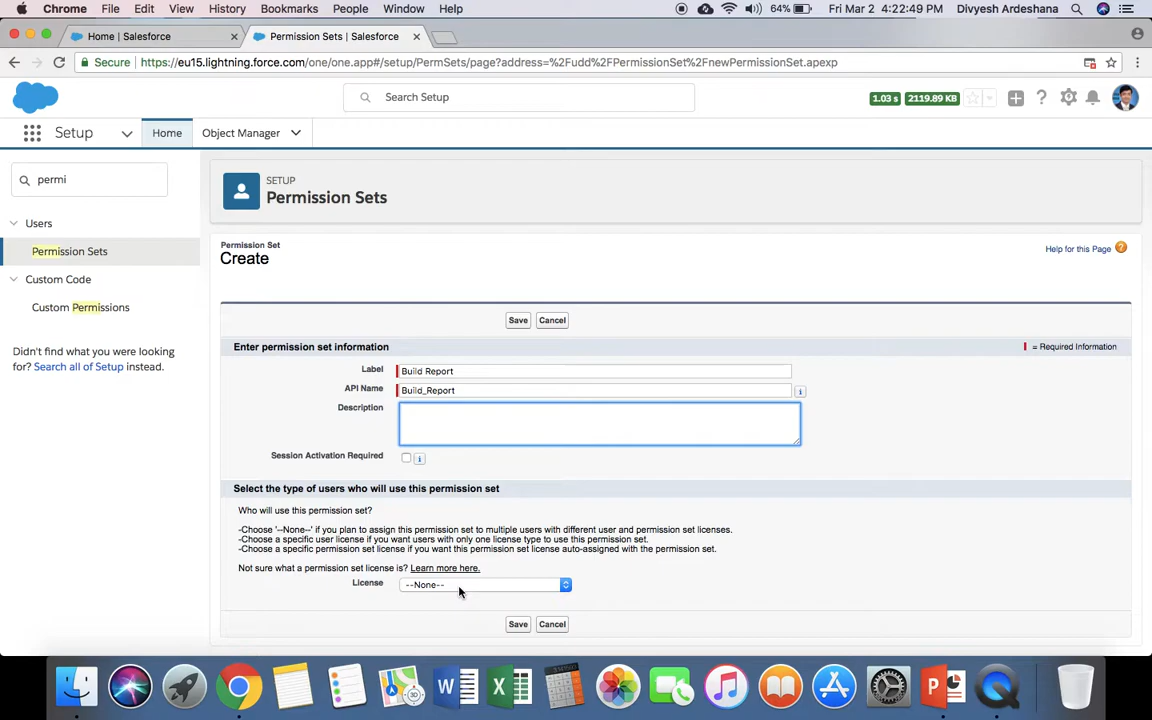 Chrome File Edit View History Bookmarks People Window Help 64% Fri Mar 2 4:22:49 PM Divyesh Ardeshana
Home | Salesforce × Permission Sets | Salesforce ×
Secure https://eu15.lightning.force.com/one/one.app#/setup/PermSets/page?address=%2Fudd%2FPermissionSet%2FnewPermissionSet.apexp
Search Setup 1.03 s 2119.89 KB
Setup Home Object Manager
permi
SETUP
Permission Sets
Users
Permission Sets
Custom Code
Custom Permissions
Didn't find what you were looking
for? Search all of Setup instead.
Permission Set
Create
Help for this Page ?
Save Cancel
Enter permission set information
= Required Information
Label Build Report
API Name Build_Report i
Description
Session Activation Required i
Select the type of users who will use this permission set
Who will use this permission set?
-Choose '--None--' if you plan to assign this permission set to multiple users with different user and permission set licenses.
-Choose a specific user license if you want users with only one license type to use this permission set.
-Choose a specific permission set license if you want this permission set license auto-assigned with the permission set.
Not sure what a permission set license is? Learn more here.
License --None--
Save Cancel
3D